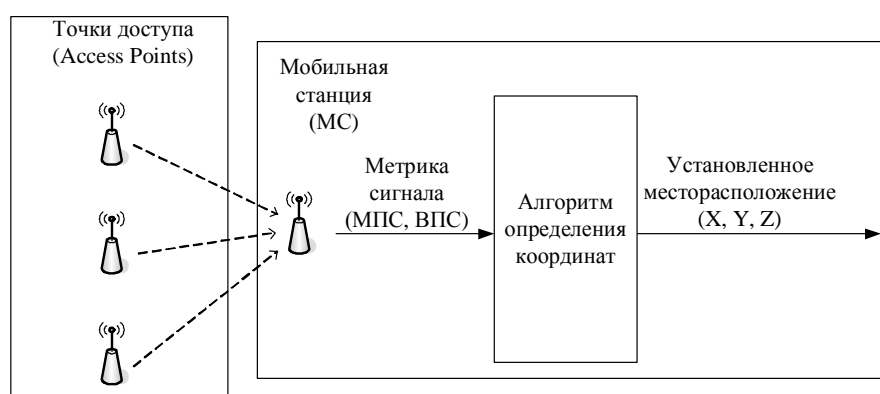 Точки доступа
(Access Points)
Мобильная
станция
(МС)
Метрика
сигнала
(МПС, ВПС)
Алгоритм
определения
координат
Установленное
месторасположение
(X, Y, Z)